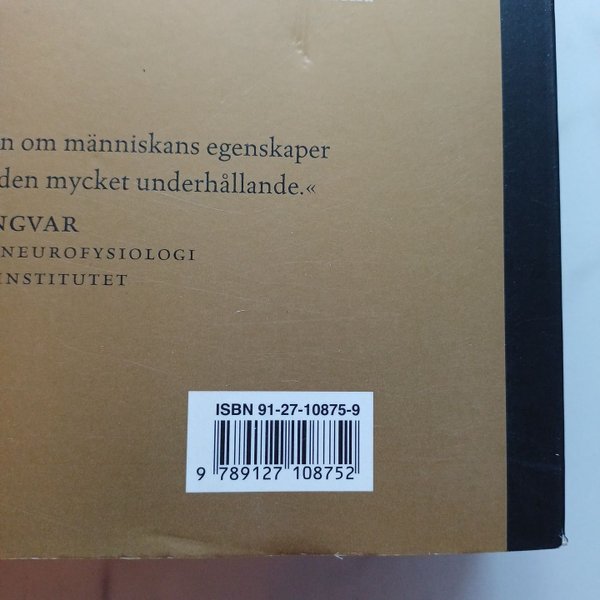 n om människans egenskaper
den mycket underhållande.«
NGVAR
NEUROFYSIOLOGI
INSTITUTET
ISBN 91-27-10875-9
9 789127 108752